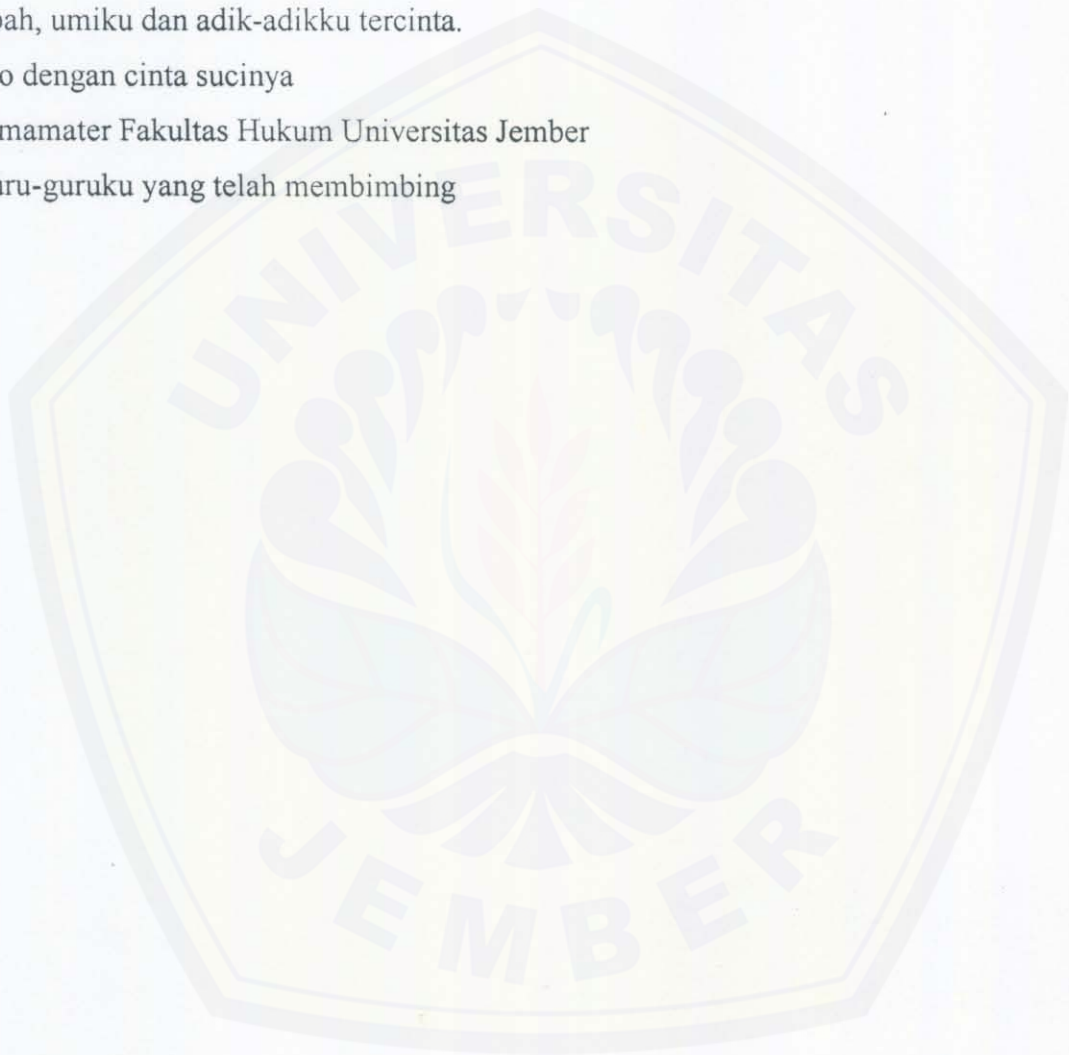 bah, umiku dan adik-adikku tercinta.
o dengan cinta sucinya
mamater Fakultas Hukum Universitas Jember
uru-guruku yang telah membimbing
UNIVERSITAS
JEMBER